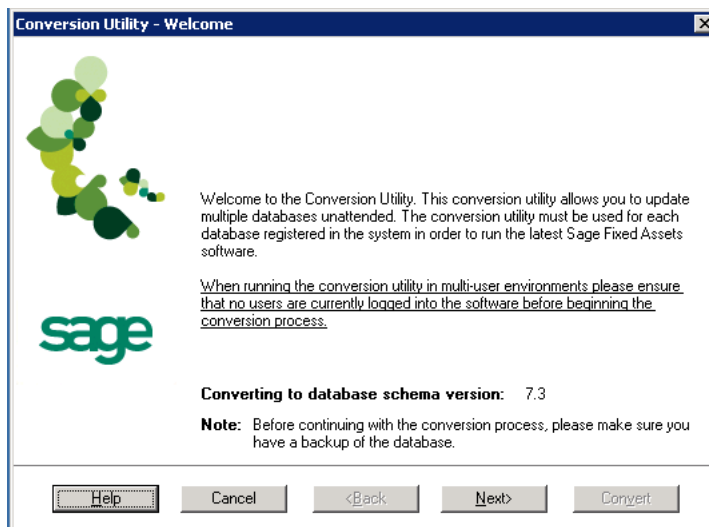 Conversion Utility - Welcome
Welcome to the Conversion Utility. This conversion utility allows you to update
multiple databases unattended. The conversion utility must be used for each
database registered in the system in order to run the latest Sage Fixed Assets
software.
When running the conversion utility in multi-user environments please ensure
that no users are currently logged into the software before beginning the
conversion process.
sage
Converting to database schema version: 7.3
Note: Before continuing with the conversion process, please make sure you
have a backup of the database.
Help Cancel <Back Next> Convert